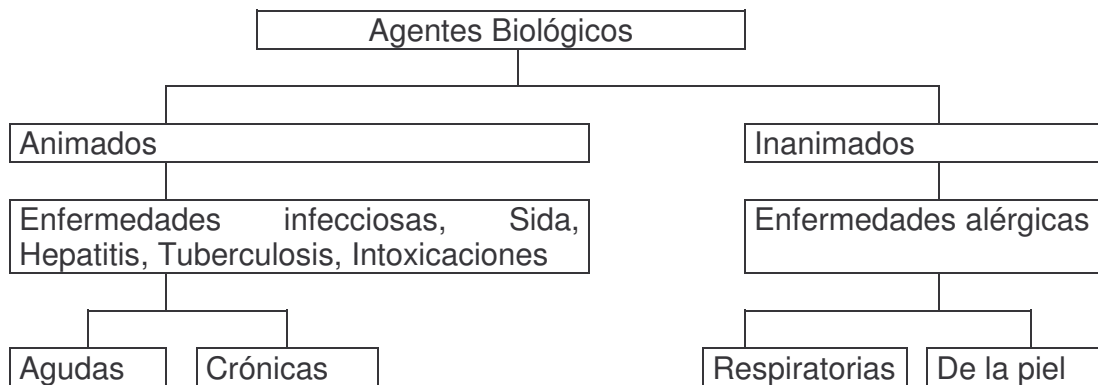 Agentes Biológicos
Animados
Inanimados
Enfermedades infecciosas, Sida,
Hepatitis, Tuberculosis, Intoxicaciones
Enfermedades alérgicas
Agudas
Crónicas
Respiratorias
De la piel